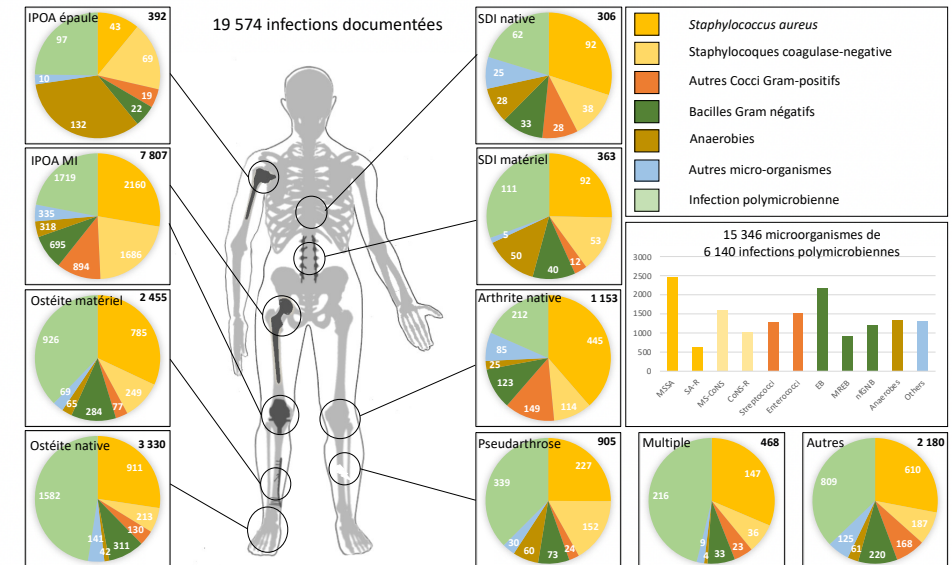 19 574 infections documentées
IPOA épaule 392
43
69
19
22
132
10
97
IPOA MI 7 807
2160
1686
894
695
318
335
1719
Ostéite matériel 2 455
785
249
77
284
65
69
926
Ostéite native 3 330
911
213
130
311
42
141
1582
SDI native 306
92
38
28
33
28
25
62
SDI matériel 363
92
53
12
40
50
5
111
Arthrite native 1 153
445
114
149
123
25
85
212
Pseudarthrose 905
227
152
24
73
60
30
339
Multiple 468
147
36
23
33
4
9
216
Autres 2 180
610
187
168
220
61
125
809
Staphylococcus aureus
Staphylocoques coagulase-negative
Autres Cocci Gram-positifs
Bacilles Gram négatifs
Anaerobies
Autres micro-organismes
Infection polymicrobienne
15 346 microorganismes de
6 140 infections polymicrobiennes
3000
2500
2000
1500
1000
500
0
MSSA
SA-R
MS-CoNS
CoNS-R
Streptococci
Enterococci
EB
MREB
nfGNB
Anaerobes
Others